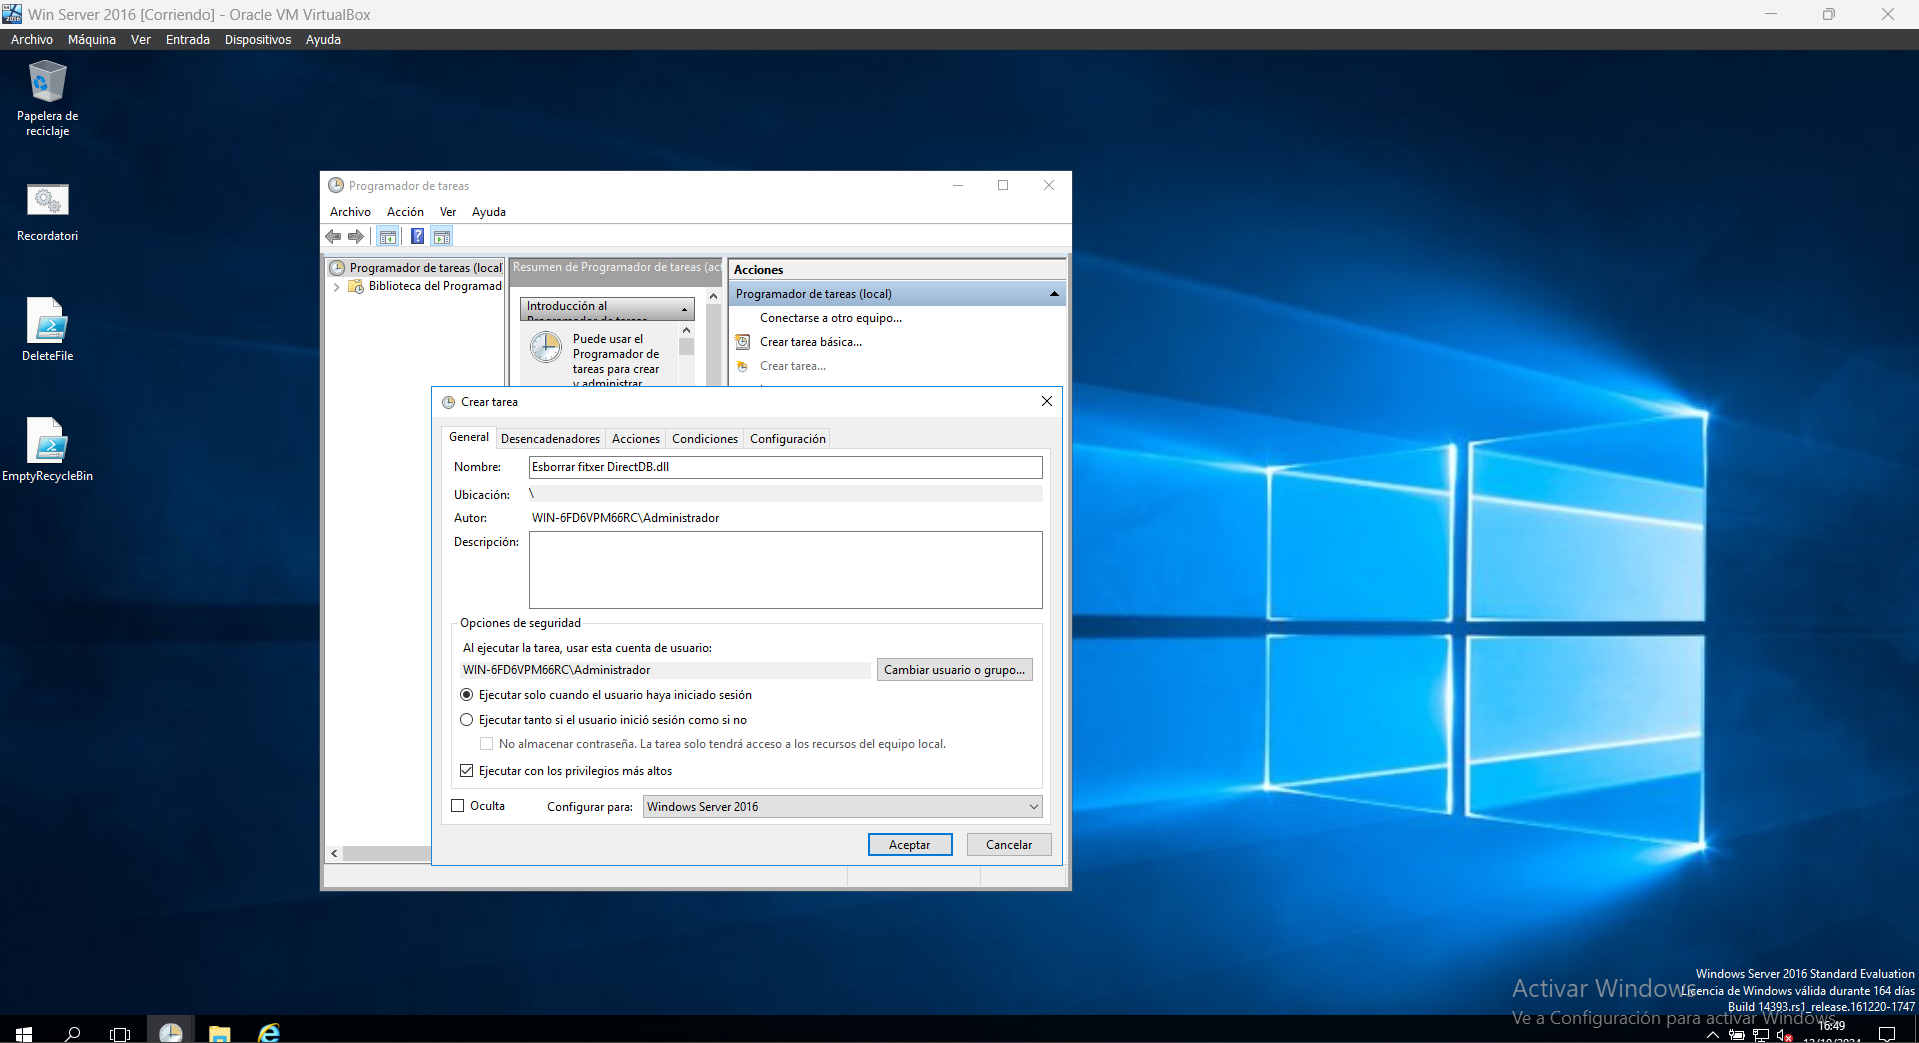 Win Server 2016 [Corriendo] - Oracle VM VirtualBox
Archivo Máquina Ver Entrada Dispositivos Ayuda
Papelera de
reciclaje
Recordatori
DeleteFile
EmptyRecycleBin
Programador de tareas
Archivo Acción Ver Ayuda
Programador de tareas (local
Biblioteca del Programad
Resumen de Programador de tareas (act
Introducción al
Programador de tareas
Puede usar el
Programador de
tareas para crear
y administrar
Acciones
Programador de tareas (local)
Conectarse a otro equipo...
Crear tarea básica...
Crear tarea...
Crear tarea
General Desencadenadores Acciones Condiciones Configuración
Nombre: Esborrar fitxer DirectDB.dll
Ubicación: \
Autor: WIN-6FD6VPM66RC\Administrador
Descripción:
Opciones de seguridad
Al ejecutar la tarea, usar esta cuenta de usuario:
WIN-6FD6VPM66RC\Administrador Cambiar usuario o grupo...
Ejecutar solo cuando el usuario haya iniciado sesión
Ejecutar tanto si el usuario inició sesión como si no
No almacenar contraseña. La tarea solo tendrá acceso a los recursos del equipo local.
Ejecutar con los privilegios más altos
Oculta Configurar para: Windows Server 2016
Aceptar Cancelar
Activar Windows
Ve a Configuración para activar Windows.
Windows Server 2016 Standard Evaluation
Licencia de Windows válida durante 164 días
Build 14393.rs1_release.161220-1747
16:49